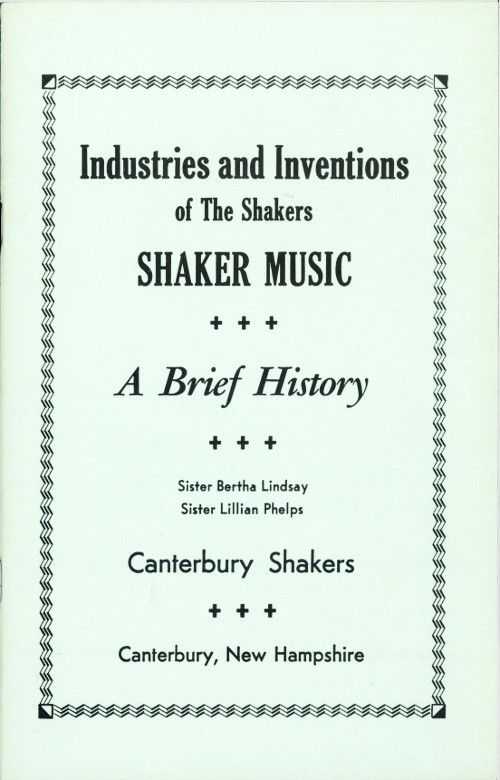 Industries and Inventions
of The Shakers
SHAKER MUSIC
+ + +
A Brief History
+ + +
Sister Bertha Lindsay
Sister Lillian Phelps
Canterbury Shakers
+ + +
Canterbury, New Hampshire